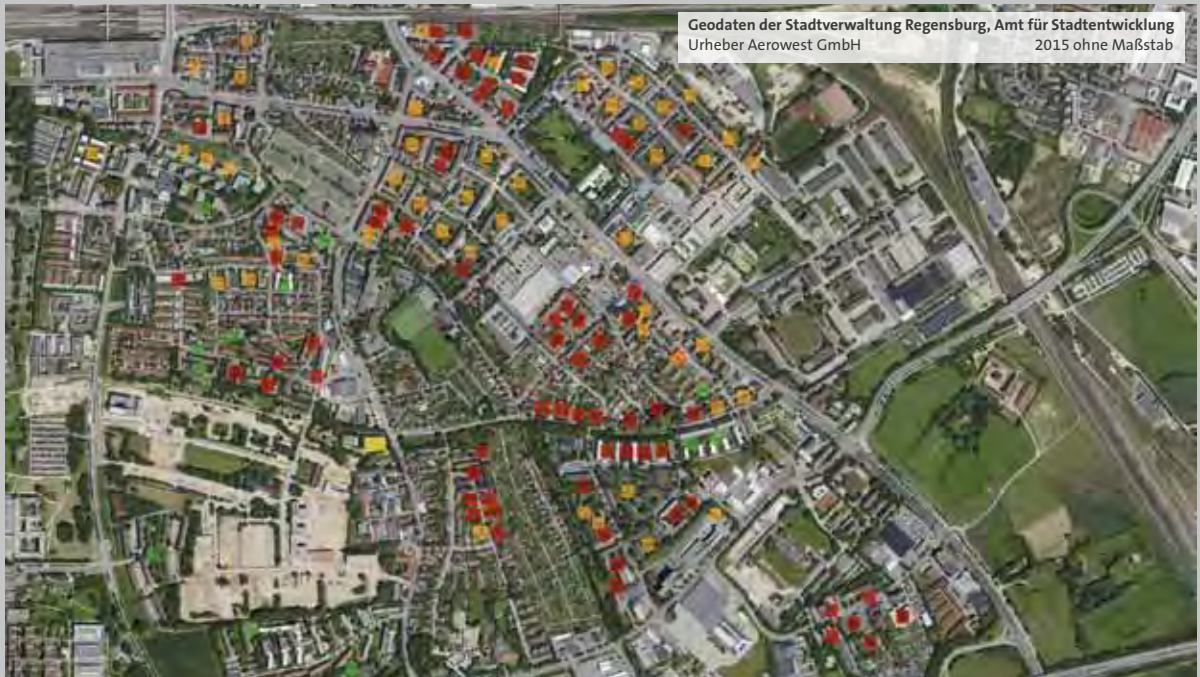 Geodaten der Stadtverwaltung Regensburg, Amt für Stadtentwicklung
Urheber Aerowest GmbH 2015 ohne Maßstab